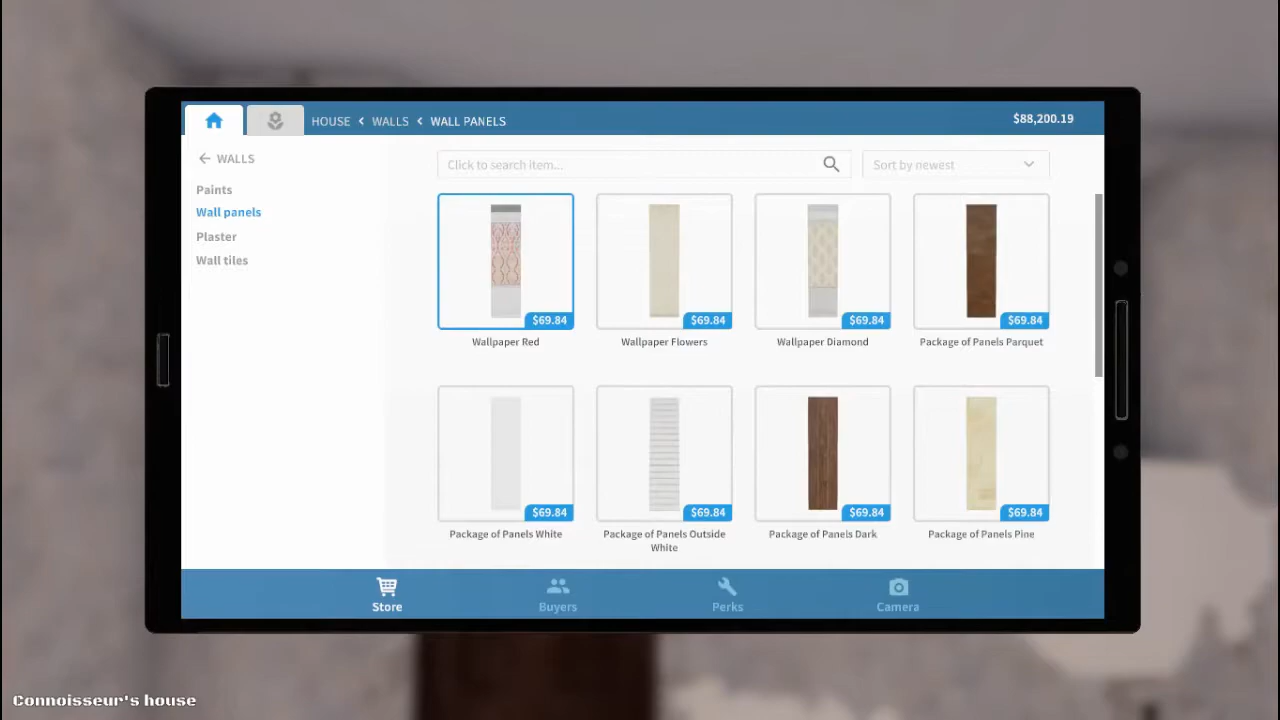 HOUSE < WALLS < WALL PANELS
$88,200.19
WALLS
Paints
Wall panels
Plaster
Wall tiles
Click to search item...
Sort by newest
$69.84
$69.84
$69.84
$69.84
Wallpaper Red
Wallpaper Flowers
Wallpaper Diamond
Package of Panels Parquet
$69.84
$69.84
$69.84
$69.84
Package of Panels White
Package of Panels Outside
White
Package of Panels Dark
Package of Panels Pine
Store
Buyers
Perks
Camera
Connoisseur's house